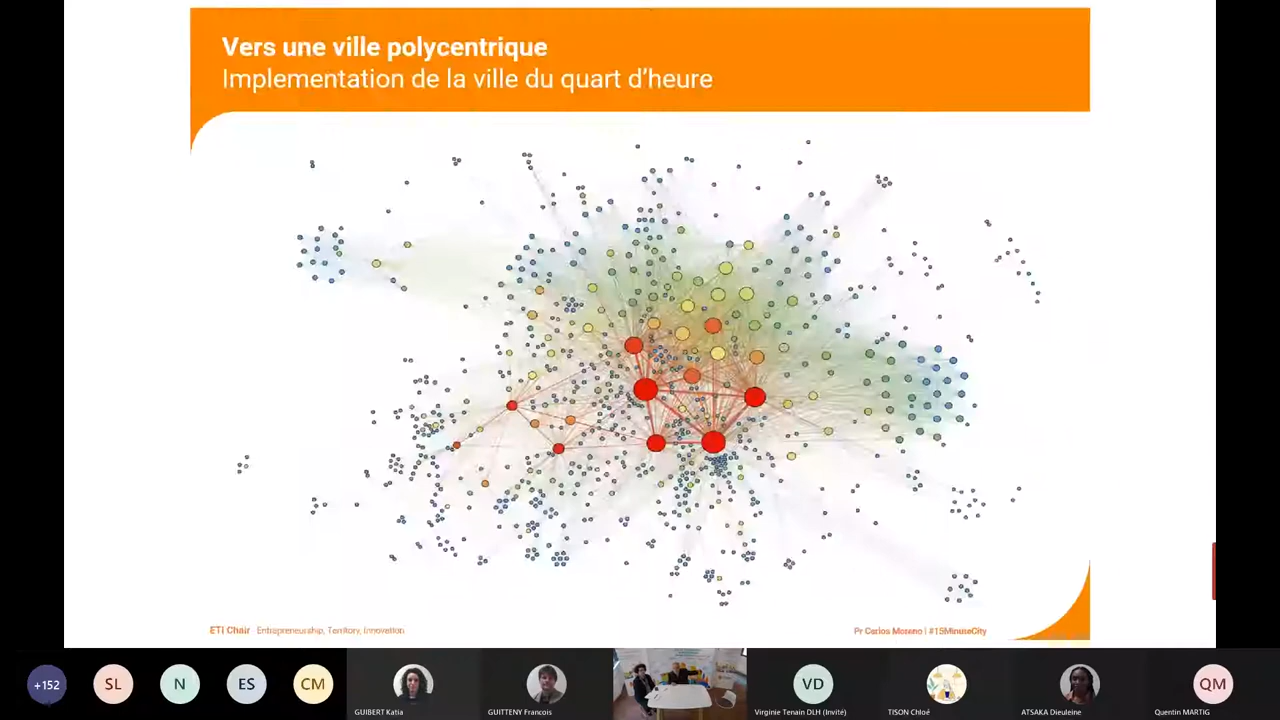 Vers une ville polycentrique
Implementation de la ville du quart d'heure
ETI Chair Entrepreneurship, Territory, Innovation
Pr Carlos Moreno | #15MinuteCity
+152
SL
N
ES
CM
GUIBERT Katia
GUITTENY Francois
VD
Virginie Tenain DLH (Invité)
TISON Chloé
ATSAKA Dieuleine
QM
Quentin MARTIG